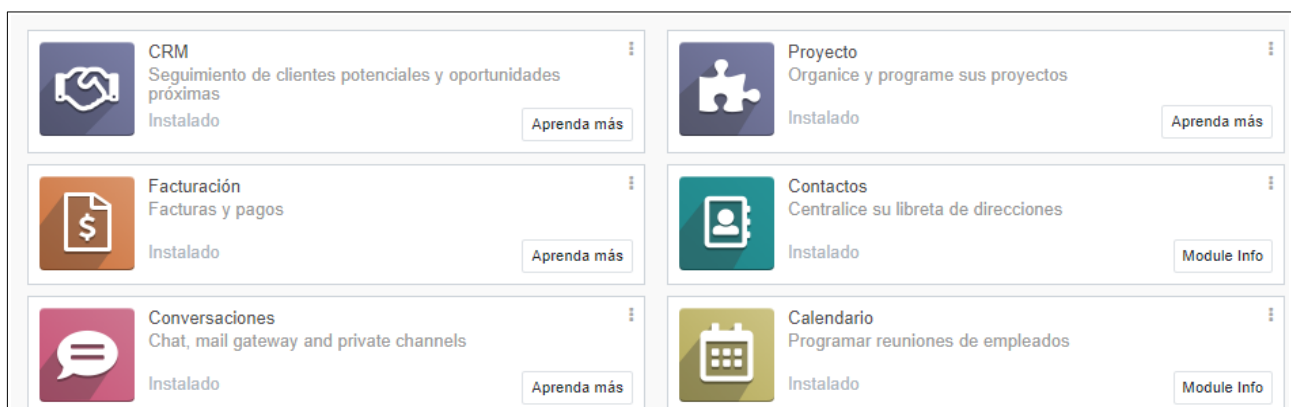 CRM
Seguimiento de clientes potenciales y oportunidades
próximas
Instalado
Aprenda más
Proyecto
Organice y programe sus proyectos
Instalado
Aprenda más
Facturación
Facturas y pagos
Instalado
Aprenda más
Contactos
Centralice su libreta de direcciones
Instalado
Module Info
Conversaciones
Chat, mail gateway and private channels
Instalado
Aprenda más
Calendario
Programar reuniones de empleados
Instalado
Module Info